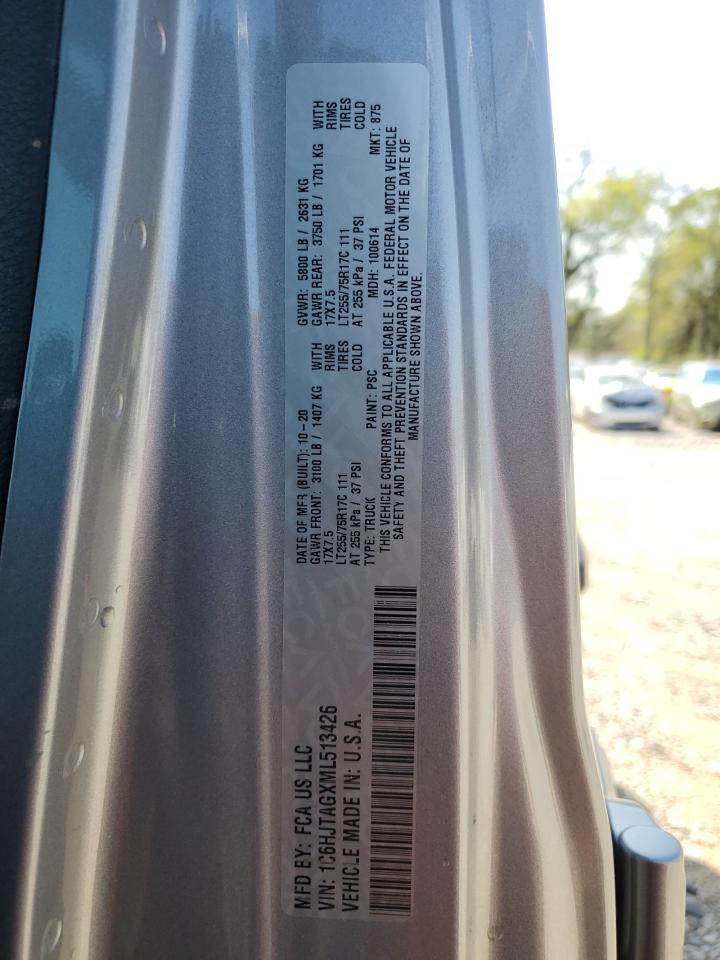 MFD BY: FCA US LLC
VIN: 1C6HJTAGXML513426
VEHICLE MADE IN: U.S.A.
DATE OF MFR (BUILT): 10-20
GAWR FRONT: 3100 LB / 1407 KG WITH
17X7.5 RIMS
LT255/75R17C 111 TIRES
AT 255 kPa / 37 PSI COLD
GVWR: 5800 LB / 2631 KG
GAWR REAR: 3750 LB / 1701 KG WITH
17X7.5 RIMS
LT255/75R17C 111 TIRES
AT 255 kPa / 37 PSI COLD
TYPE: TRUCK PAINT: PSC MDH: 100614 MKT: 875
THIS VEHICLE CONFORMS TO ALL APPLICABLE U.S.A. FEDERAL MOTOR VEHICLE
SAFETY AND THEFT PREVENTION STANDARDS IN EFFECT ON THE DATE OF
MANUFACTURE SHOWN ABOVE.